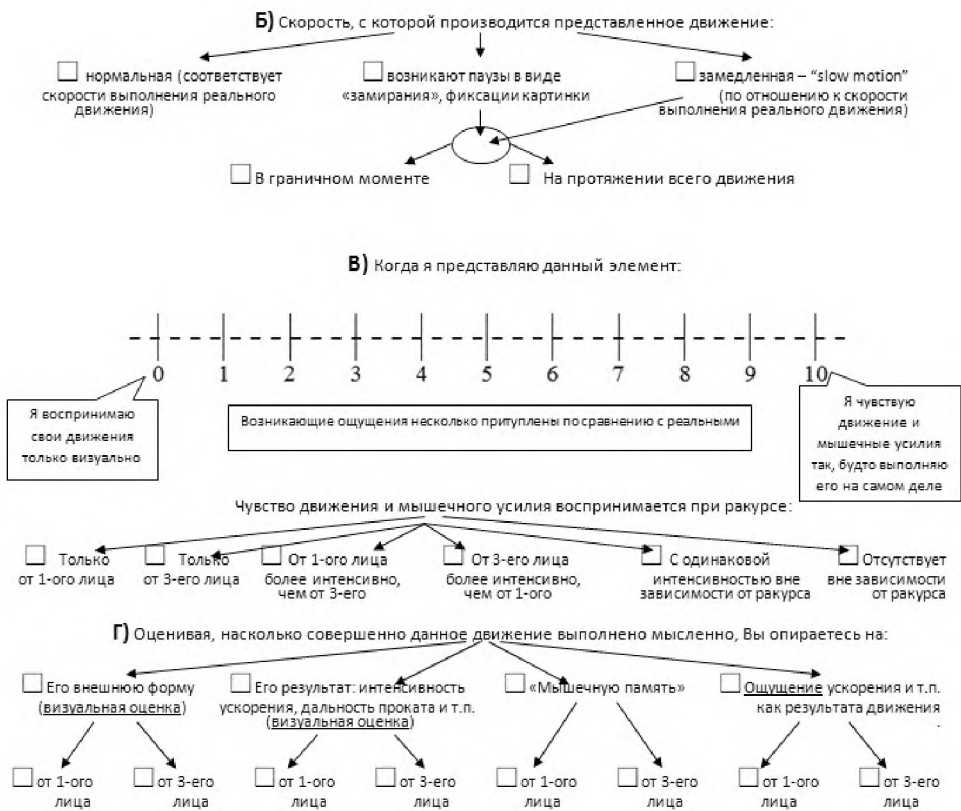 Б) Скорость, с которой производится представленное движение:
нормальная (соответствует
скорости выполнения реального
движения)
возникают паузы в виде
«замирания», фиксации картинки
замедленная – “slow motion”
(по отношению к скорости
выполнения реального движения)
В граничном моменте
На протяжении всего движения
В) Когда я представляю данный элемент:
0 1 2 3 4 5 6 7 8 9 10
Я воспринимаю
свои движения
только визуально
Возникающие ощущения несколько притуплены по сравнению с реальными
Я чувствую
движение и
мышечные усилия
так, будто выполняю
его на самом деле
Чувство движения и мышечного усилия воспринимается при ракурсе:
Только
от 1-ого лица
Только
от 3-его лица
От 1-ого лица
более интенсивно,
чем от 3-его
От 3-его лица
более интенсивно,
чем от 1-ого
С одинаковой
интенсивностью вне
зависимости от ракурса
Отсутствует
вне зависимости
от ракурса
Г) Оценивая, насколько совершенно данное движение выполнено мысленно, Вы опираетесь на:
Его внешнюю форму
(визуальная оценка)
Его результат: интенсивность
ускорения, дальность проката и т.п.
(визуальная оценка)
«Мышечную память»
Ощущение ускорения и т.п.
как результата движения .
от 1-ого
лица
от 3-его
лица
от 1-ого
лица
от 3-его
лица
от 1-ого
лица
от 3-его
лица
от 1-ого
лица
от 3-его
лица